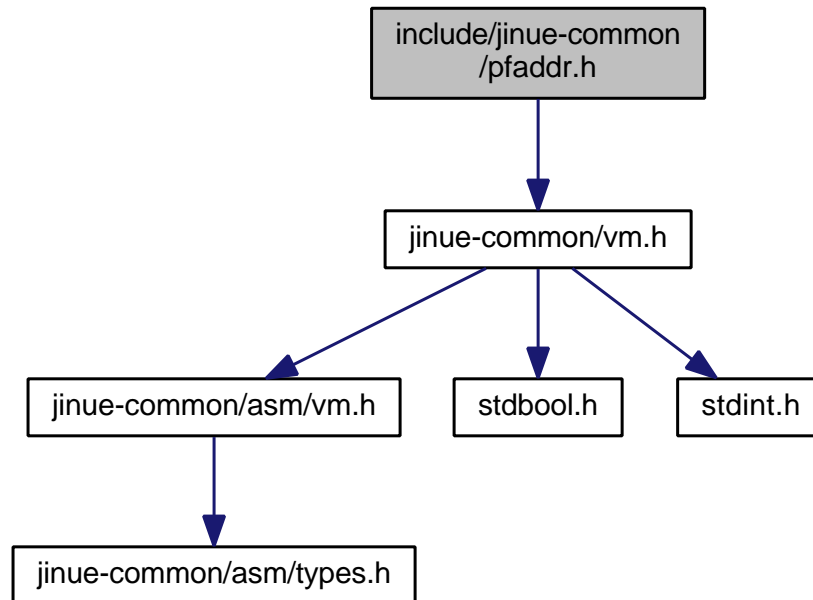 include/jinue-common
/pfaddr.h
jinue-common/vm.h
jinue-common/asm/vm.h
stdbool.h
stdint.h
jinue-common/asm/types.h